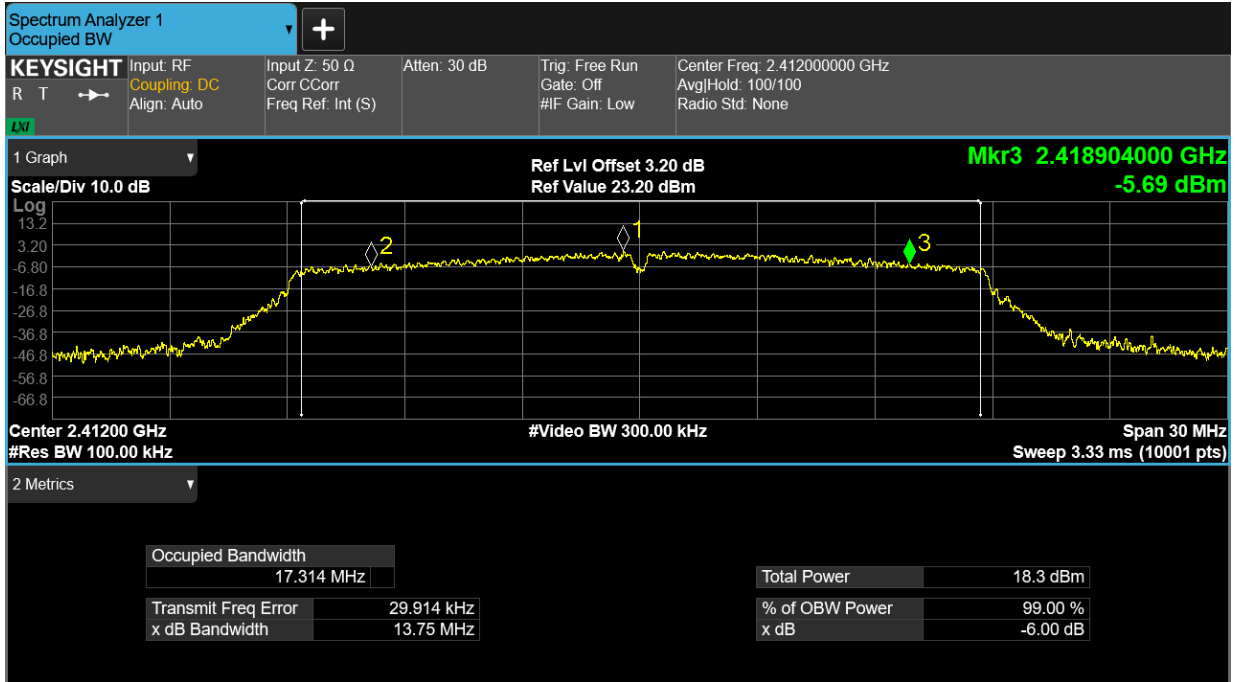 Spectrum Analyzer 1
Occupied BW
+
KEYSIGHT
R T
LXI
Input: RF
Coupling: DC
Align: Auto
Input Z: 50 Ω
Corr CCorr
Freq Ref: Int (S)
Atten: 30 dB
Trig: Free Run
Gate: Off
#IF Gain: Low
Center Freq: 2.412000000 GHz
Avg|Hold: 100/100
Radio Std: None
1 Graph
Scale/Div 10.0 dB
Ref Lvl Offset 3.20 dB
Ref Value 23.20 dBm
Mkr3 2.418904000 GHz
-5.69 dBm
Log
13.2
3.20
-6.80
-16.8
-26.8
-36.8
-46.8
-56.8
-66.8
2
1
3
Center 2.41200 GHz
#Res BW 100.00 kHz
#Video BW 300.00 kHz
Span 30 MHz
Sweep 3.33 ms (10001 pts)
2 Metrics
Occupied Bandwidth
17.314 MHz
Transmit Freq Error 29.914 kHz
x dB Bandwidth 13.75 MHz
Total Power 18.3 dBm
% of OBW Power 99.00 %
x dB -6.00 dB